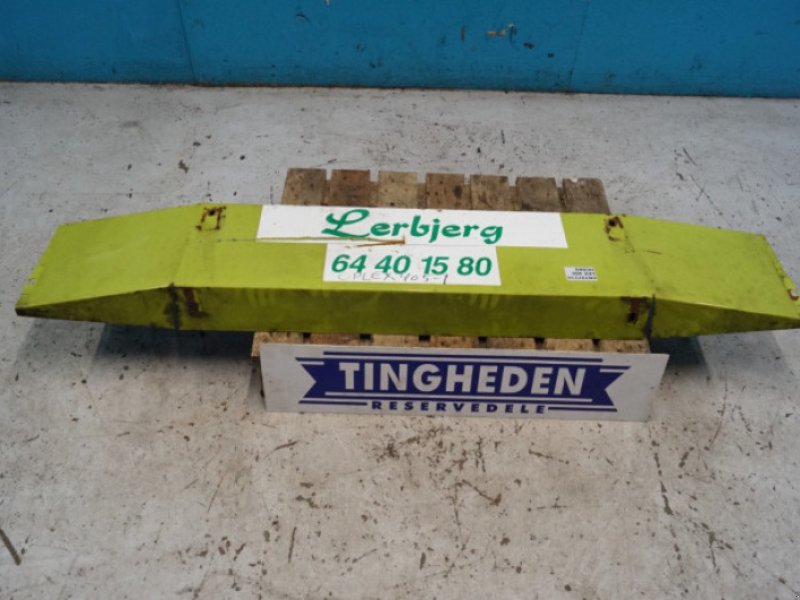 Lerbjerg
64 40 15 80
TINGHEDEN
RESERVEDELE